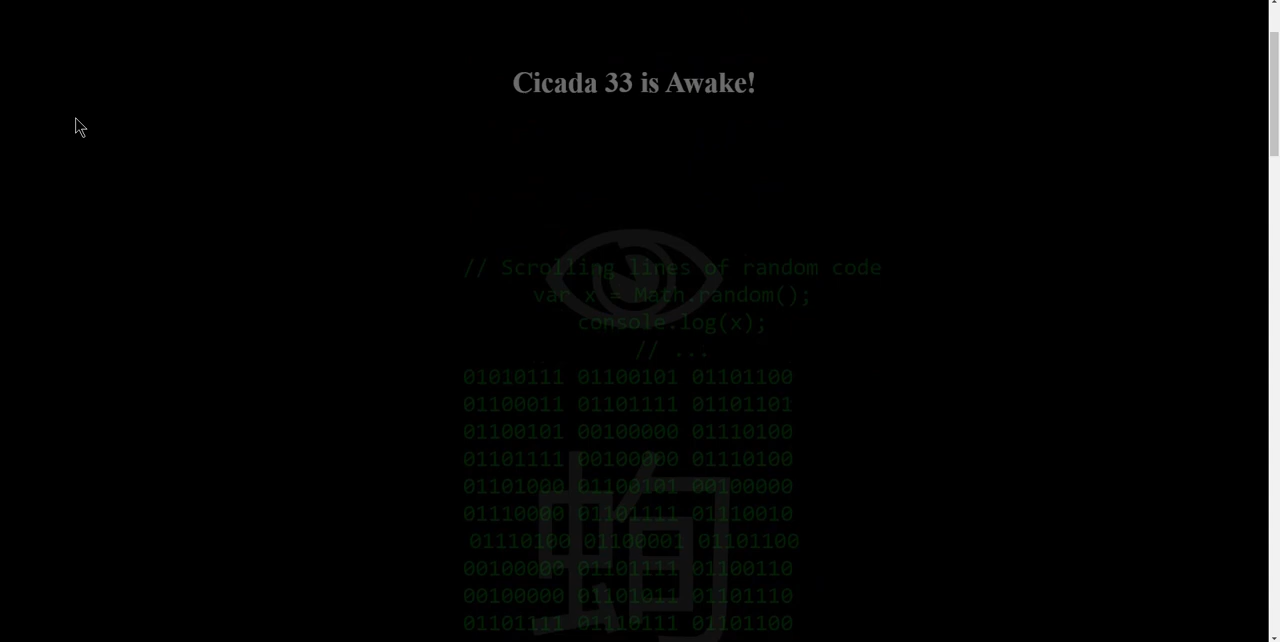 Cicada 33 is Awake!
// Scrolling lines of random code
var x = Math.random();
console.log(x);
// ...
01010111 01100101 01101100
01100011 01101111 01101101
01100101 00100000 01110100
01101111 00100000 01110100
01101000 01100101 00100000
01110000 01101111 01110010
01110100 01100001 01101100
00100000 01101111 01100110
00100000 01101011 01101110
01101111 01110111 01101100
蚼